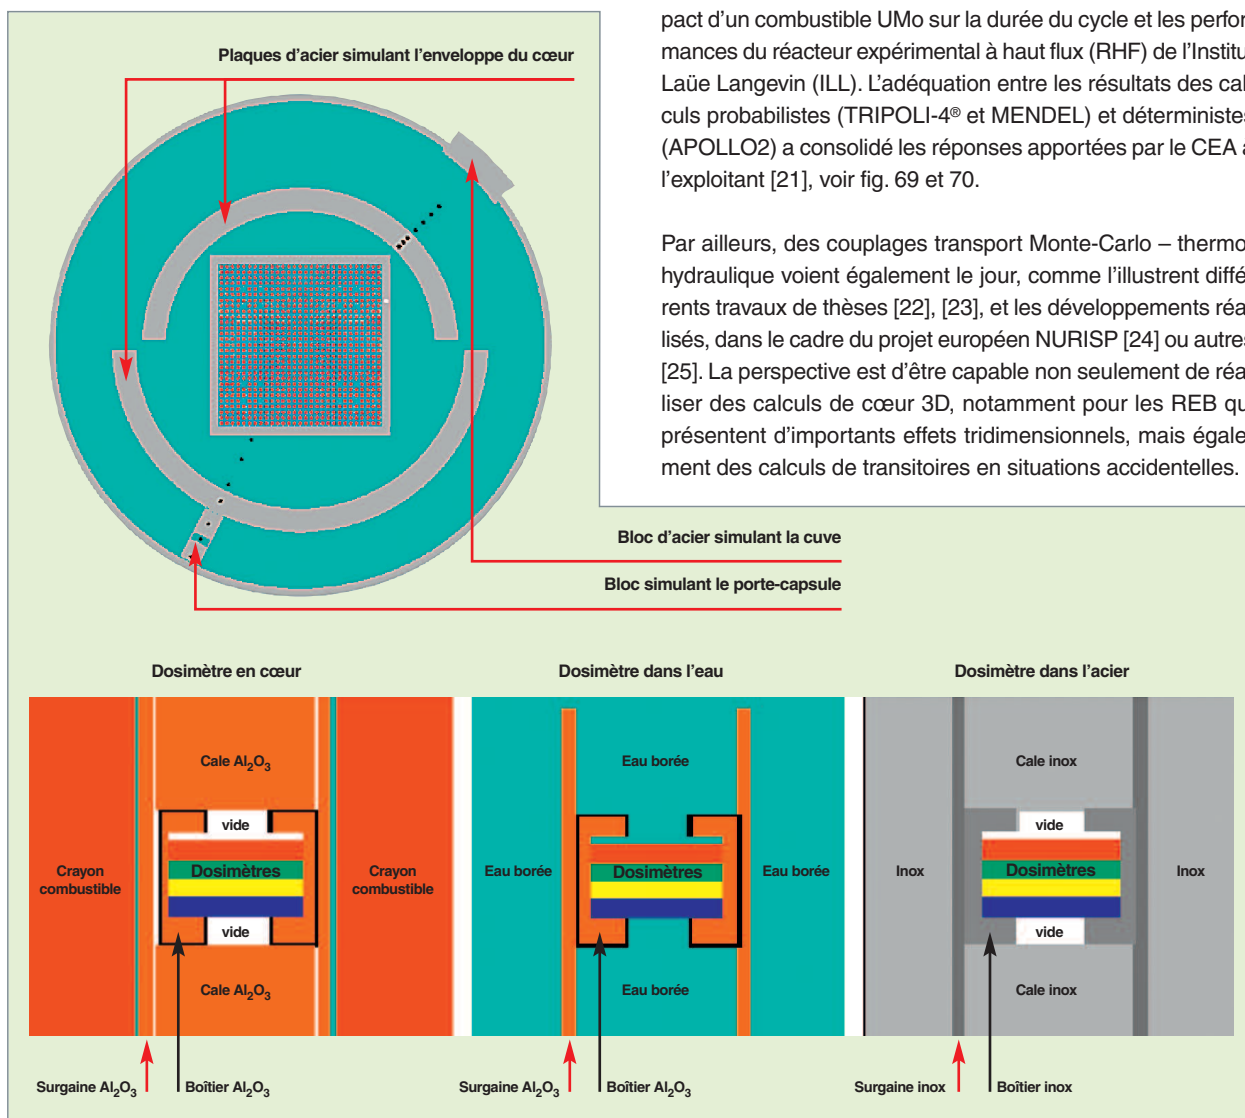 pact d'un combustible UMo sur la durée du cycle et les perfor
mances du réacteur expérimental à haut flux (RHF) de l'Institu
Laüe Langevin (ILL). L'adéquation entre les résultats des cal
culs probabilistes (TRIPOLI-4® et MENDEL) et déterministes
(APOLLO2) a consolidé les réponses apportées par le CEA à
l'exploitant [21], voir fig. 69 et 70.
Par ailleurs, des couplages transport Monte-Carlo – thermo
hydraulique voient également le jour, comme l'illustrent diffé
rents travaux de thèses [22], [23], et les développements réa
lisés, dans le cadre du projet européen NURISP [24] ou autres
[25]. La perspective est d'être capable non seulement de réa
liser des calculs de cœur 3D, notamment pour les REB qu
présentent d'importants effets tridimensionnels, mais égale
ment des calculs de transitoires en situations accidentelles.
Plaques d'acier simulant l'enveloppe du cœur
Bloc d'acier simulant la cuve
Bloc simulant le porte-capsule
Dosimètre en cœur
Cale Al₂O₃
vide
Crayon
combustible
Dosimètres
Crayon
combustible
vide
Cale Al₂O₃
Surgaine Al₂O₃
Boîtier Al₂O₃
Dosimètre dans l'eau
Eau borée
Eau borée
Dosimètres
Eau borée
Eau borée
Surgaine Al₂O₃
Boîtier Al₂O₃
Dosimètre dans l'acier
Cale inox
vide
Inox
Dosimètres
Inox
vide
Cale inox
Surgaine inox
Boîtier inox